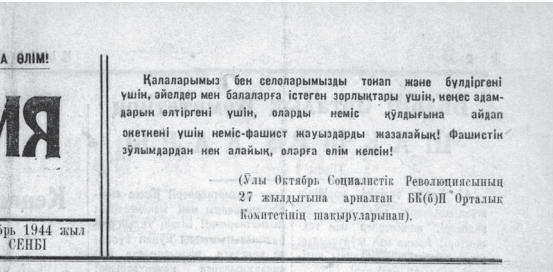 А ӨЛІМ!
ИЯ
брь 1944 жыл
СЕНБІ
Қалаларымыз бен селоларымызды тонап және бүлдіргені
үшін, әйелдер мен балаларға істеген зорлықтары үшін, кеңес адам-
дарын өлтіргені үшін, оларды неміс құлдығына айдап
әкеткені үшін неміс-фашист жауыздарды жазалайық! Фашистік
зұлымдардан кек алайық, оларға өлім келсін!
(Ұлы Октябрь Социалистік Революциясының
27 жылдығына арналған БК(б)П Орталық
Комитетінің шақыруларынан).